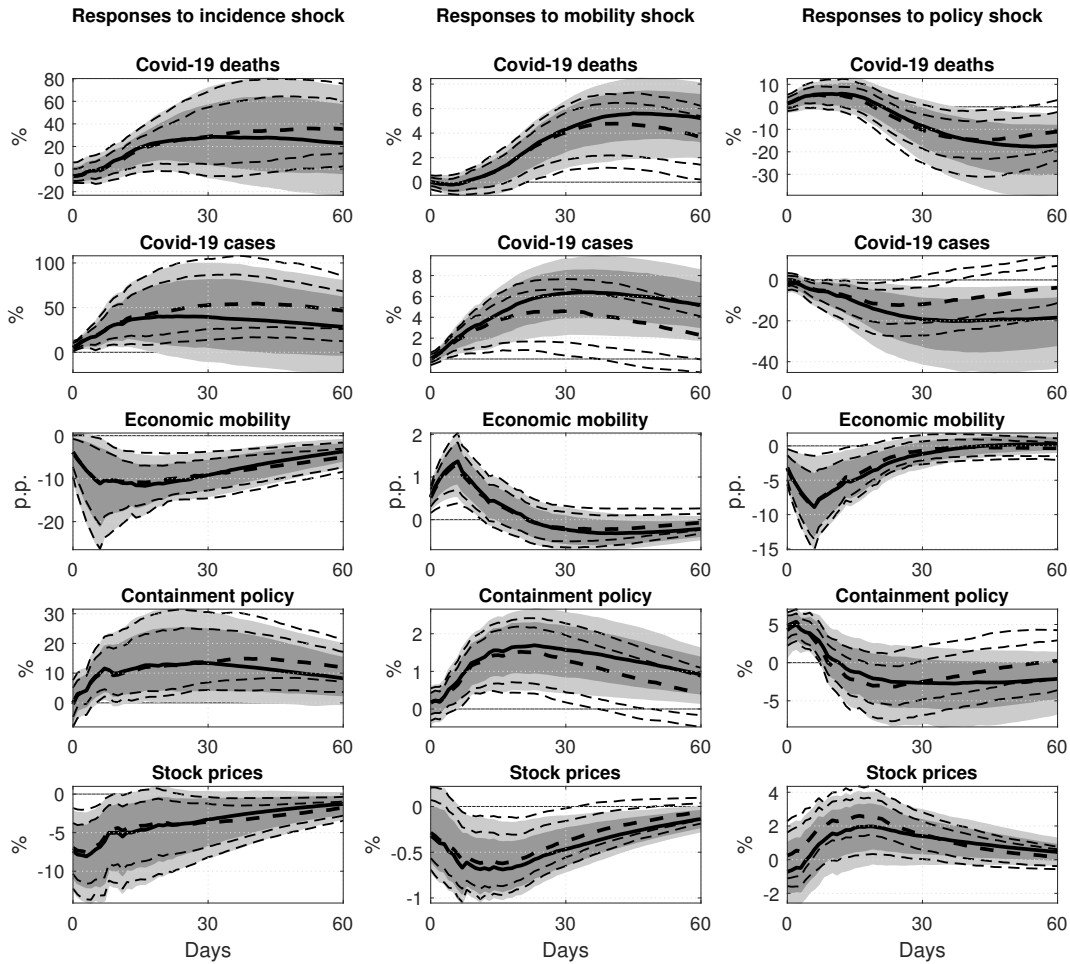 Responses to incidence shock Responses to mobility shock Responses to policy shock
Covid-19 deaths Covid-19 deaths Covid-19 deaths
80
60
40
20
0
-20
%
0 30 60
8
6
4
2
0
%
0 30 60
10
0
-10
-20
-30
%
0 30 60
Covid-19 cases Covid-19 cases Covid-19 cases
100
50
0
%
0 30 60
8
6
4
2
0
%
0 30 60
0
-20
-40
%
0 30 60
Economic mobility Economic mobility Economic mobility
0
-10
-20
p.p.
0 30 60
2
1
0
p.p.
0 30 60
0
-5
-10
-15
p.p.
0 30 60
Containment policy Containment policy Containment policy
30
20
10
0
%
0 30 60
2
1
0
%
0 30 60
5
0
-5
%
0 30 60
Stock prices Stock prices Stock prices
0
-5
-10
%
0 30 60
Days
0
-0.5
-1
%
0 30 60
Days
4
2
0
-2
%
0 30 60
Days